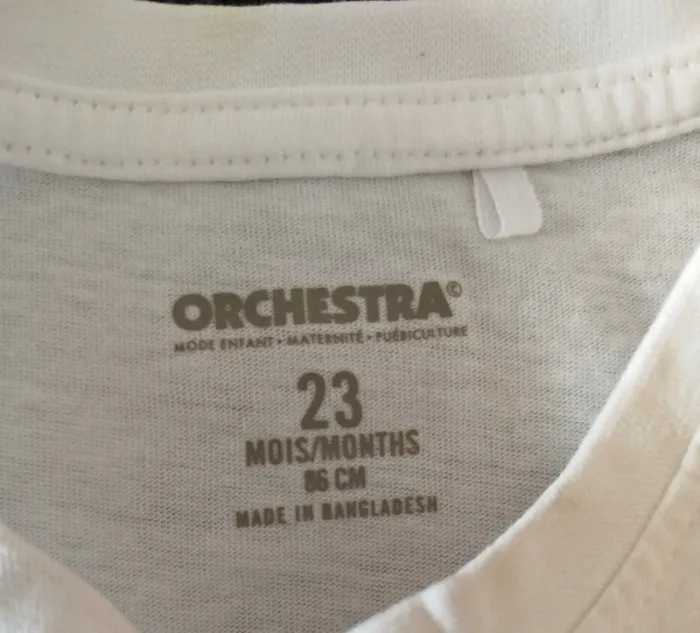 ORCHESTRA©
MODE ENFANT • MATERNITÉ • PUÉRICULTURE
23
MOIS/MONTHS
86 CM
MADE IN BANGLADESH